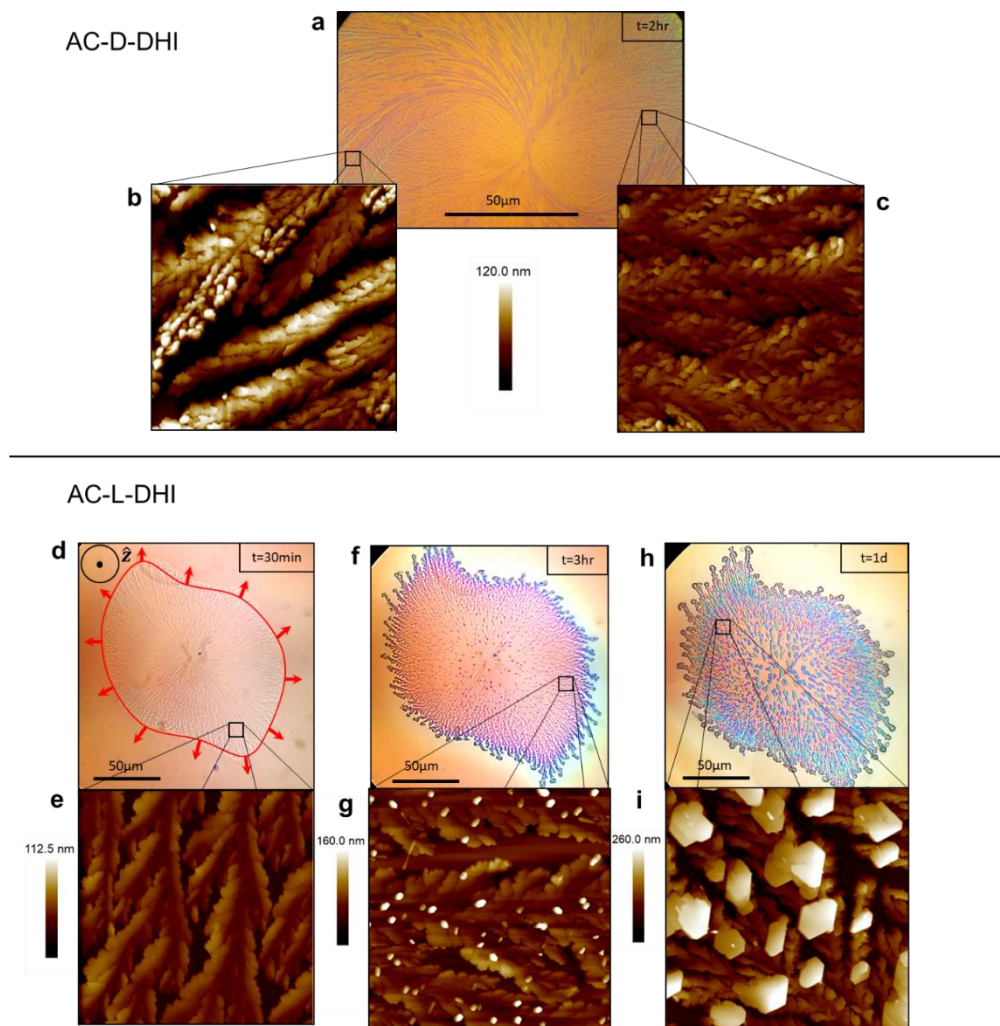 AC-D-DHI
a
t=2hr
50µm
b
c
120.0 nm
AC-L-DHI
d
ẑ
t=30min
50µm
f
t=3hr
50µm
h
t=1d
50µm
e
112.5 nm
g
160.0 nm
i
260.0 nm